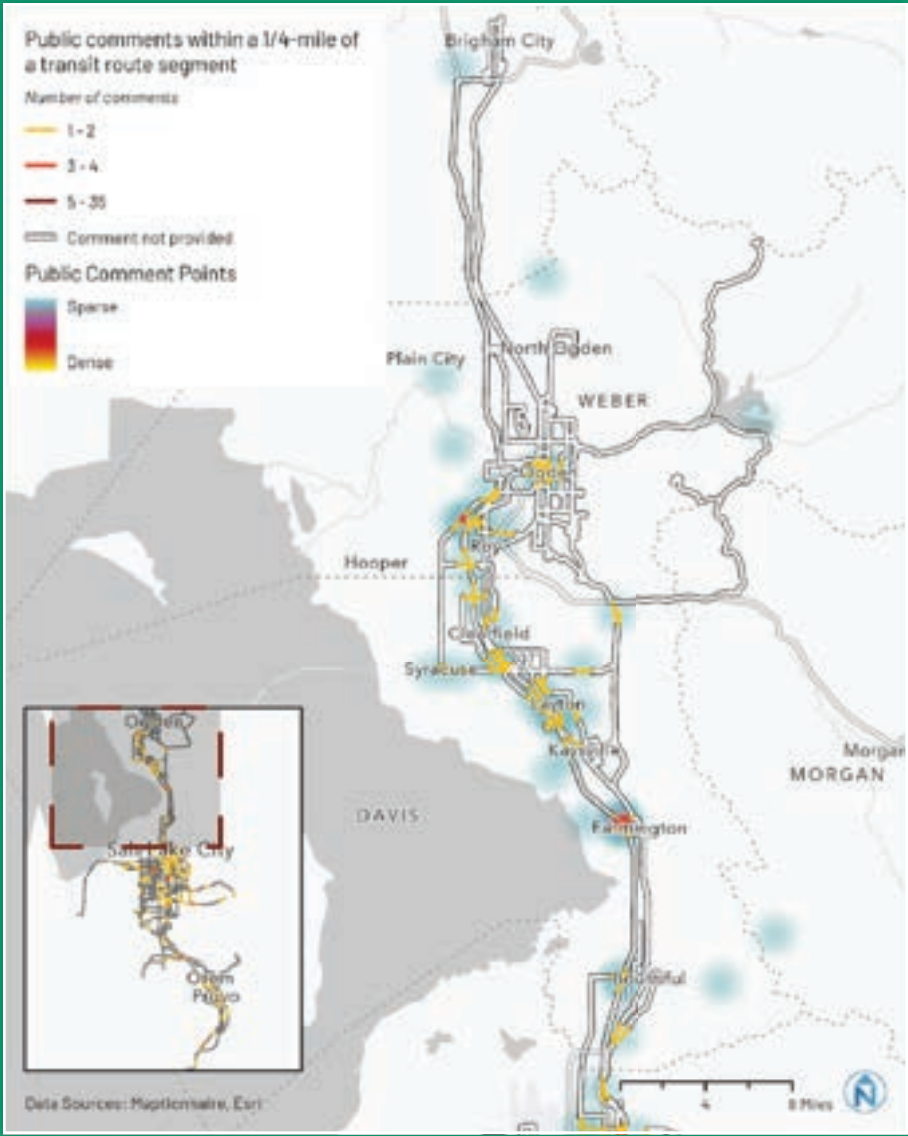 Public comments within a 1/4-mile of
a transit route segment
Number of comments
1 - 2
3 - 4
5 - 35
Comment not provided
Public Comment Points
Sparse
Dense
Brigham City
North Ogden
Plain City
WEBER
Ogden
Roy
Hooper
Clearfield
Syracuse
Layton
Kaysville
Morgan
MORGAN
DAVIS
Farmington
Bountiful
Ogden
Salt Lake City
Orem
Provo
4
8 Miles
N
Data Sources: Maptionnaire, Esri